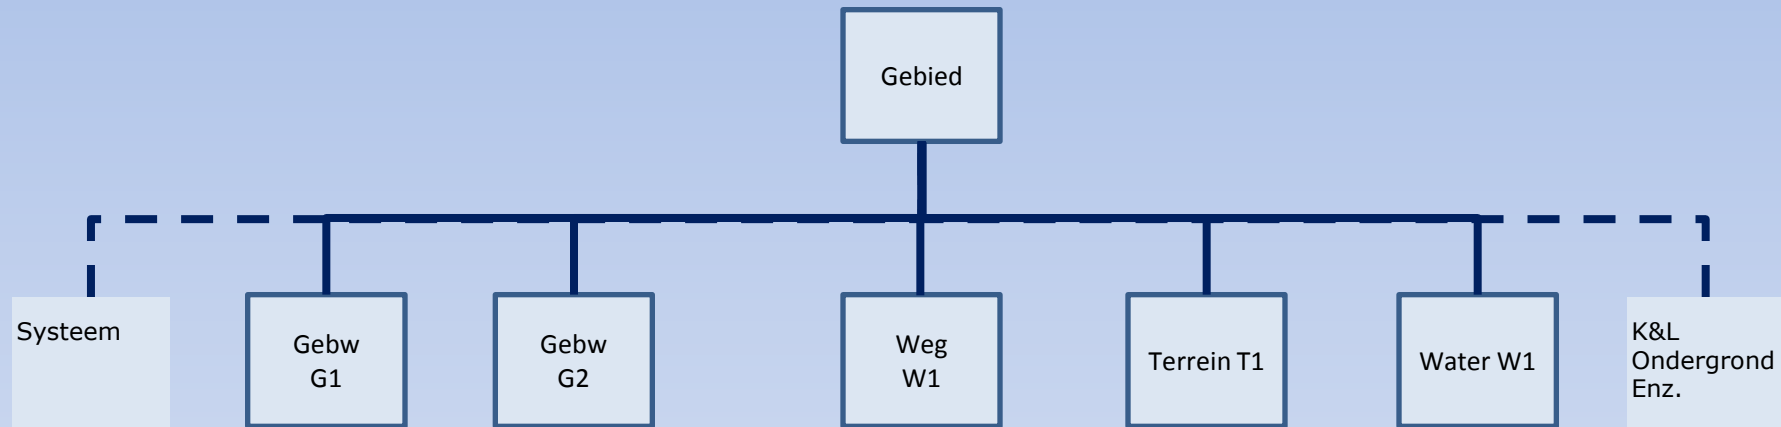 Gebied
Systeem
Gebw
G1
Gebw
G2
Weg
W1
Terrein T1
Water W1
K&L
Ondergrond
Enz.